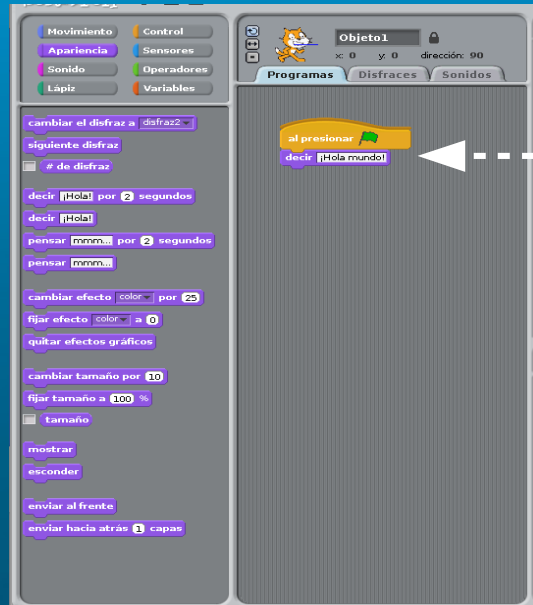 Movimiento Control
Apariencia Sensores
Sonido Operadores
Lápiz Variables
cambiar el disfraz a disfraz2
siguiente disfraz
# de disfraz
decir ¡Hola! por 2 segundos
decir ¡Hola!
pensar mmm... por 2 segundos
pensar mmm...
cambiar efecto color por 25
fijar efecto color a 0
quitar efectos gráficos
cambiar tamaño por 10
fijar tamaño a 100 %
tamaño
mostrar
esconder
enviar al frente
enviar hacia atrás 1 capas
Objeto1
x: 0 y: 0 dirección: 90
Programas Disfraces Sonidos
al presionar
decir ¡Hola mundo!